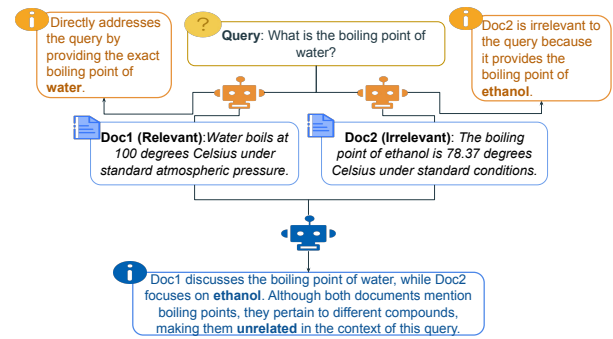 Directly addresses
the query by
providing the exact
boiling point of
water.
?
Query: What is the boiling point of
water?
Doc2 is irrelevant to
the query because
it provides the
boiling point of
ethanol.
Doc1 (Relevant):Water boils at
100 degrees Celsius under
standard atmospheric pressure.
Doc2 (Irrelevant): The boiling
point of ethanol is 78.37 degrees
Celsius under standard conditions.
Doc1 discusses the boiling point of water, while Doc2
focuses on ethanol. Although both documents mention
boiling points, they pertain to different compounds,
making them unrelated in the context of this query.